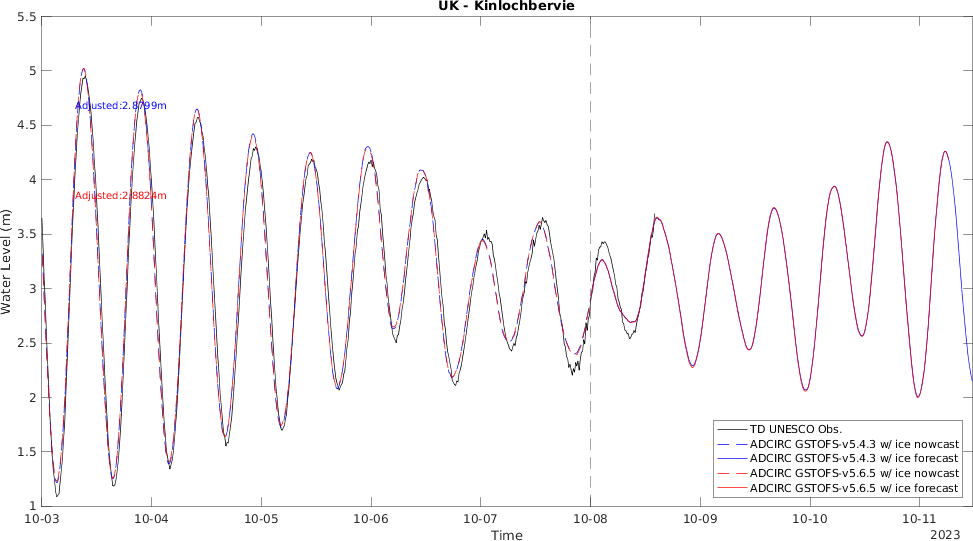 UK - Kinlochbervie
5.5
5
4.5
4
3.5
3
2.5
2
1.5
1
Water Level (m)
Adjusted:2.8799m
Adjusted:2.8824m
TD UNESCO Obs.
ADCIRC GSTOFS-v5.4.3 w/ ice nowcast
ADCIRC GSTOFS-v5.4.3 w/ ice forecast
ADCIRC GSTOFS-v5.6.5 w/ ice nowcast
ADCIRC GSTOFS-v5.6.5 w/ ice forecast
10-03 10-04 10-05 10-06 10-07 10-08 10-09 10-10 10-11
Time
2023